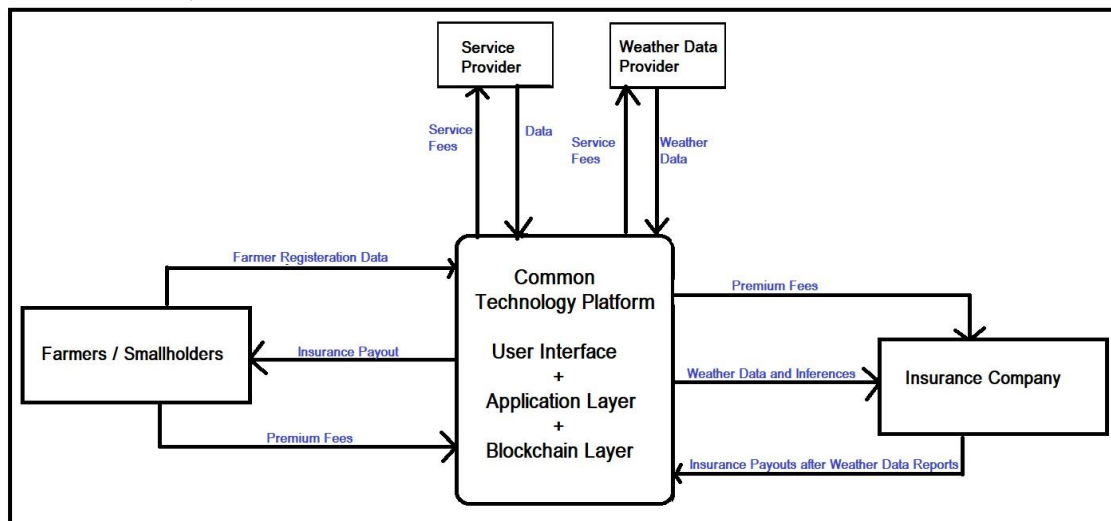 Service
Provider
Weather Data
Provider
Service
Fees
Data
Service
Fees
Weather
Data
Farmer Registeration Data
Common
Technology Platform
User Interface
+
Application Layer
+
Blockchain Layer
Premium Fees
Farmers / Smallholders
Insurance Payout
Weather Data and Inferences
Insurance Company
Premium Fees
Insurance Payouts after Weather Data Reports